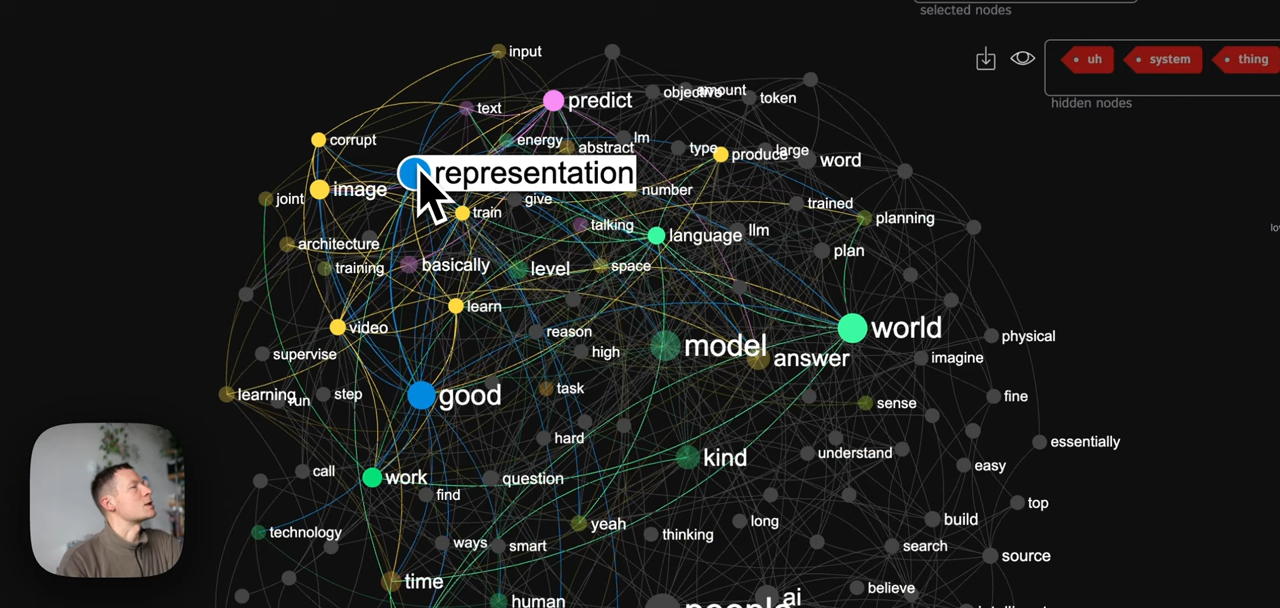 selected nodes
uh
system
thing
hidden nodes
input
predict
objective
amount
token
text
corrupt
energy
lm
abstract
type
produce
large
word
representation
image
number
joint
give
trained
train
talking
language
llm
planning
architecture
plan
training
basically
level
space
learn
video
reason
world
physical
supervise
high
model
answer
imagine
learning
run
step
good
task
sense
fine
hard
essentially
call
work
question
kind
understand
easy
find
top
technology
yeah
thinking
long
build
ways
smart
search
source
time
human
people
ai
believe